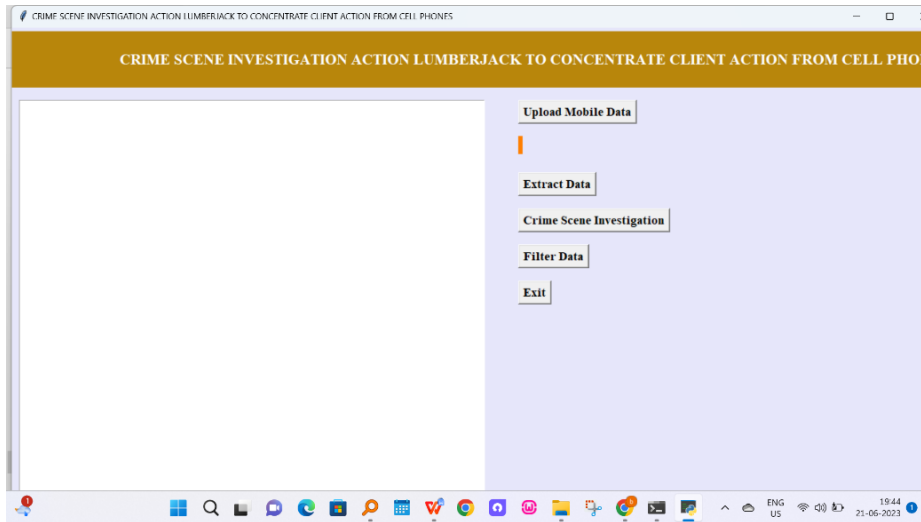 CRIME SCENE INVESTIGATION ACTION LUMBERJACK TO CONCENTRATE CLIENT ACTION FROM CELL PHONES
CRIME SCENE INVESTIGATION ACTION LUMBERJACK TO CONCENTRATE CLIENT ACTION FROM CELL PHO
Upload Mobile Data
Extract Data
Crime Scene Investigation
Filter Data
Exit
1
ENG
US
19:44
21-06-2023